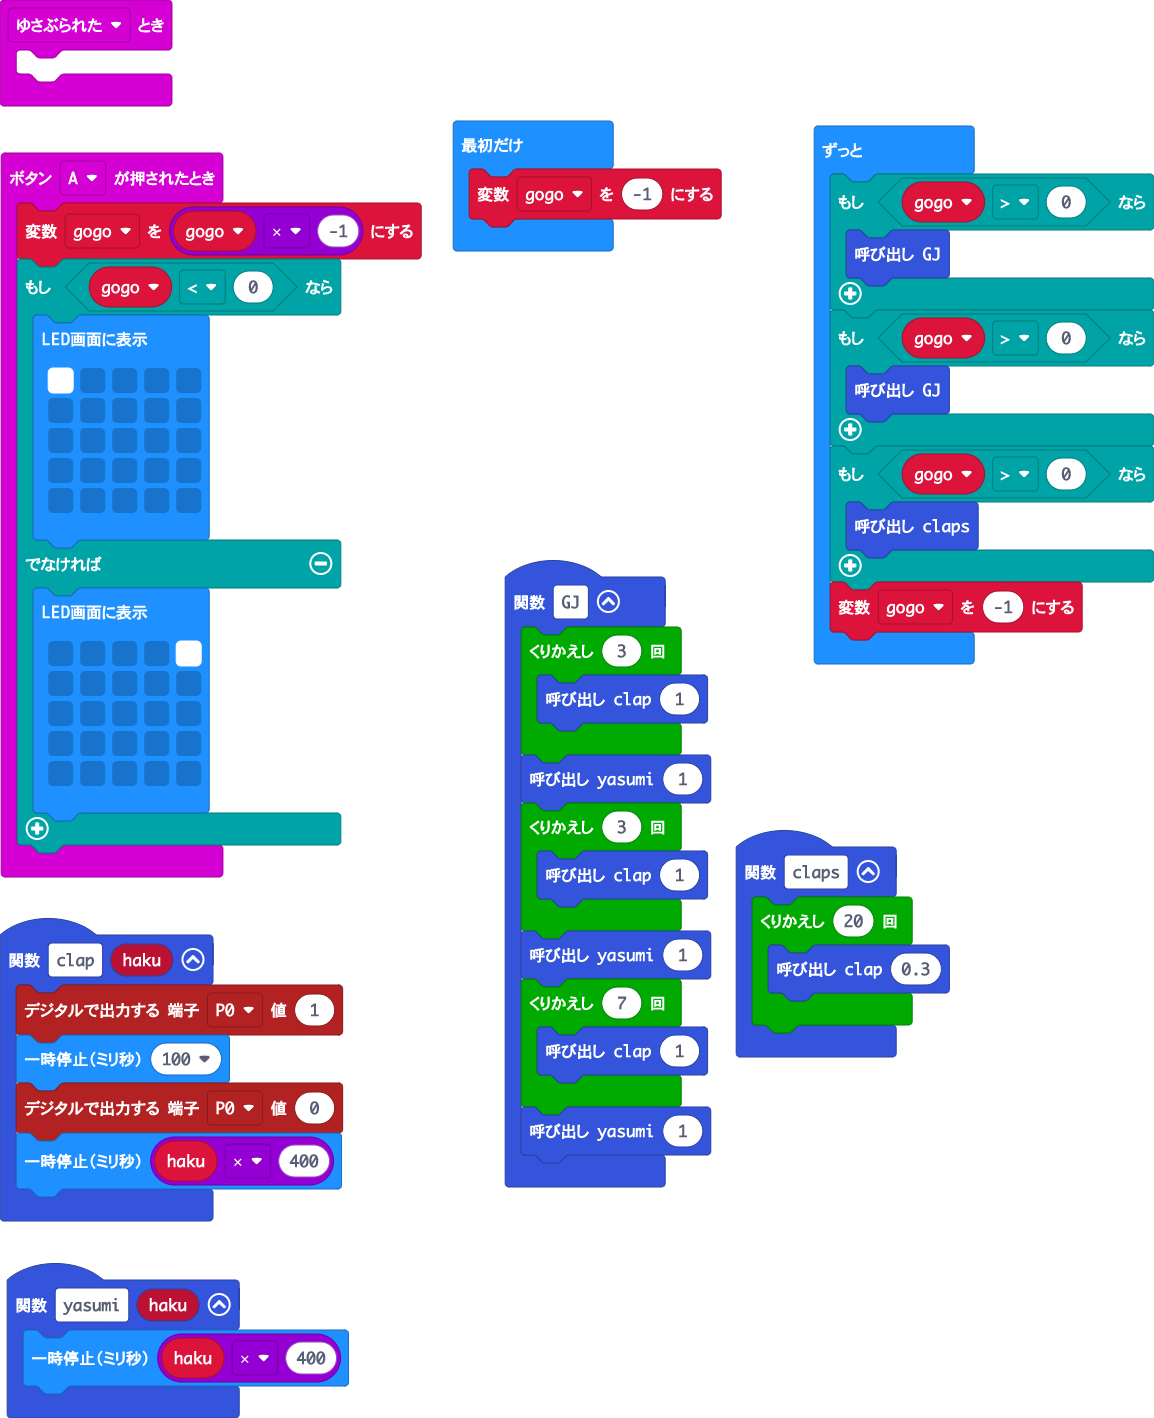 ゆさぶられた とき
ボタン A が押されたとき
変数 gogo を gogo × -1 にする
もし gogo < 0 なら
LED画面に表示
でなければ
LED画面に表示
関数 clap haku
デジタルで出力する 端子 P0 値 1
一時停止(ミリ秒) 100
デジタルで出力する 端子 P0 値 0
一時停止(ミリ秒) haku × 400
関数 yasumi haku
一時停止(ミリ秒) haku × 400
最初だけ
変数 gogo を -1 にする
関数 GJ
くりかえし 3 回
呼び出し clap 1
呼び出し yasumi 1
くりかえし 3 回
呼び出し clap 1
呼び出し yasumi 1
くりかえし 7 回
呼び出し clap 1
呼び出し yasumi 1
ずっと
もし gogo > 0 なら
呼び出し GJ
もし gogo > 0 なら
呼び出し GJ
もし gogo > 0 なら
呼び出し claps
変数 gogo を -1 にする
関数 claps
くりかえし 20 回
呼び出し clap 0.3